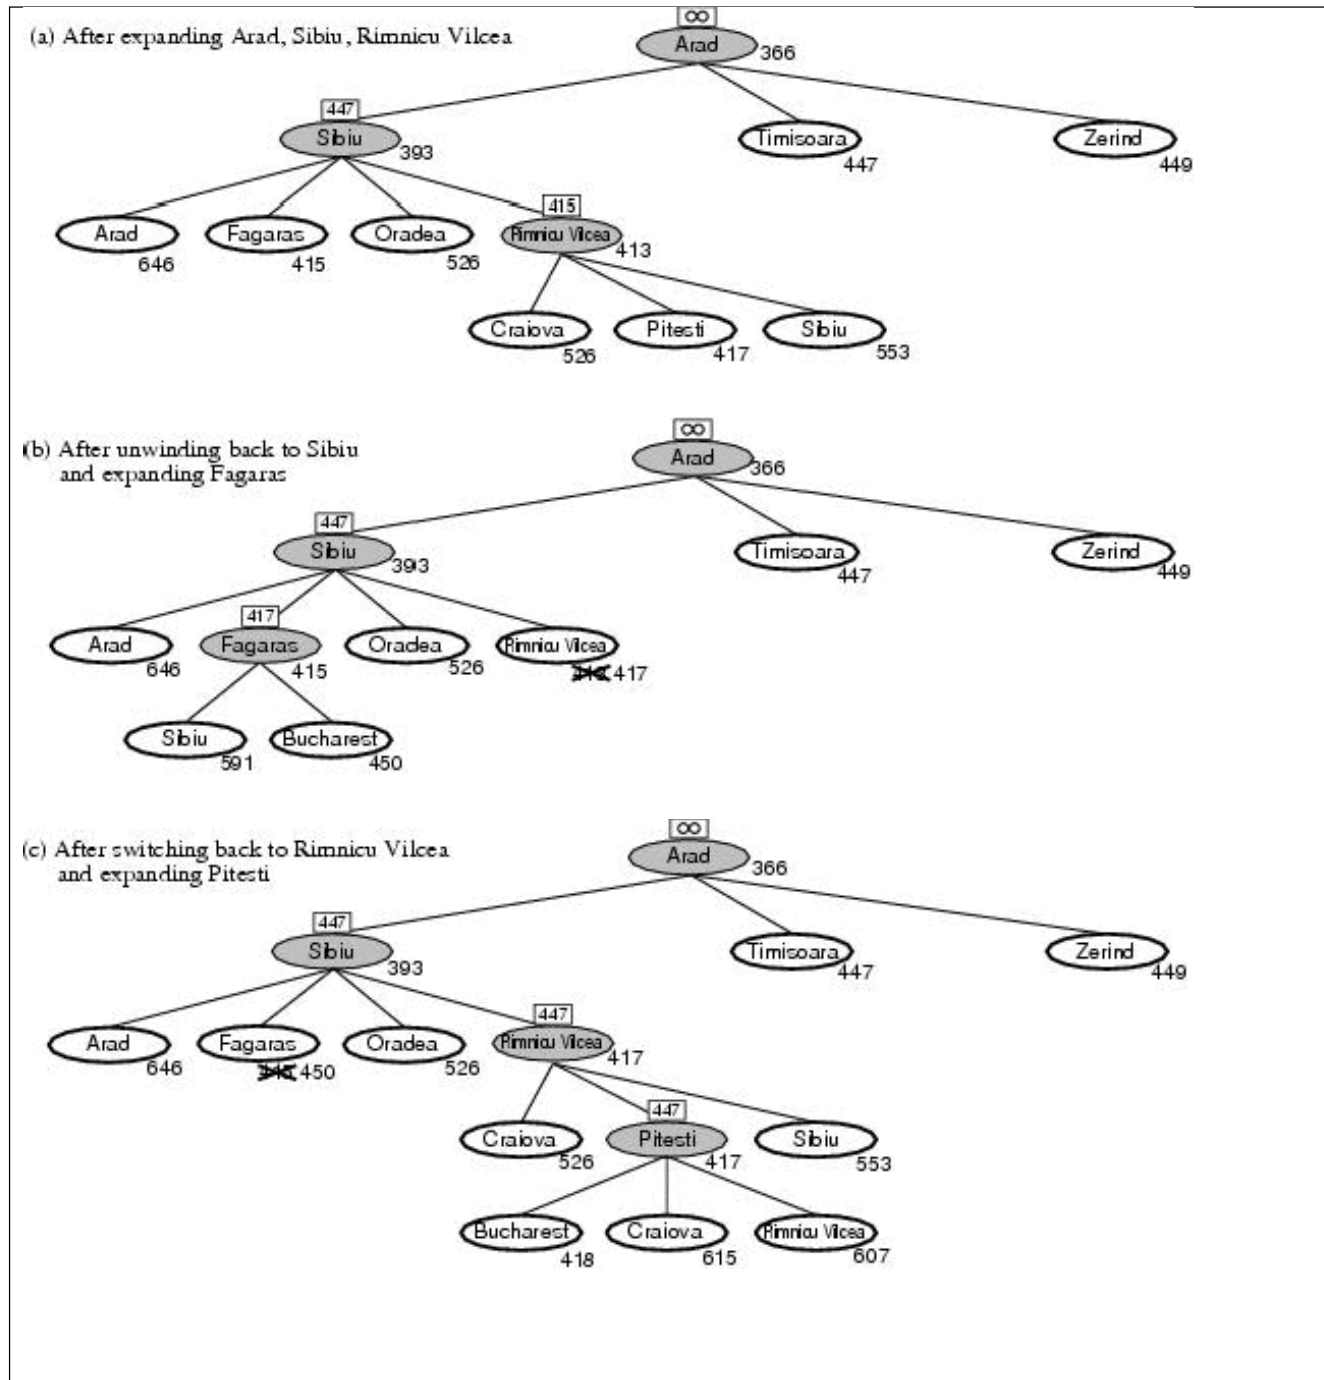 ∞
(a) After expanding Arad, Sibiu, Rimnicu Vilcea
Arad
366
447
Sibiu
393
Timisoara
447
Zerind
449
415
Arad
646
Fagaras
415
Oradea
526
Rimnicu Vilcea
413
Craiova
526
Pitesti
417
Sibiu
553
∞
(b) After unwinding back to Sibiu
and expanding Fagaras
Arad
366
447
Sibiu
393
Timisoara
447
Zerind
449
417
Arad
646
Fagaras
415
Oradea
526
Rimnicu Vilcea
413 417
Sibiu
591
Bucharest
450
∞
(c) After switching back to Rimnicu Vilcea
and expanding Pitesti
Arad
366
447
Sibiu
393
Timisoara
447
Zerind
449
447
Arad
646
Fagaras
415 450
Oradea
526
Rimnicu Vilcea
417
447
Craiova
526
Pitesti
417
Sibiu
553
Bucharest
418
Craiova
615
Rimnicu Vilcea
607